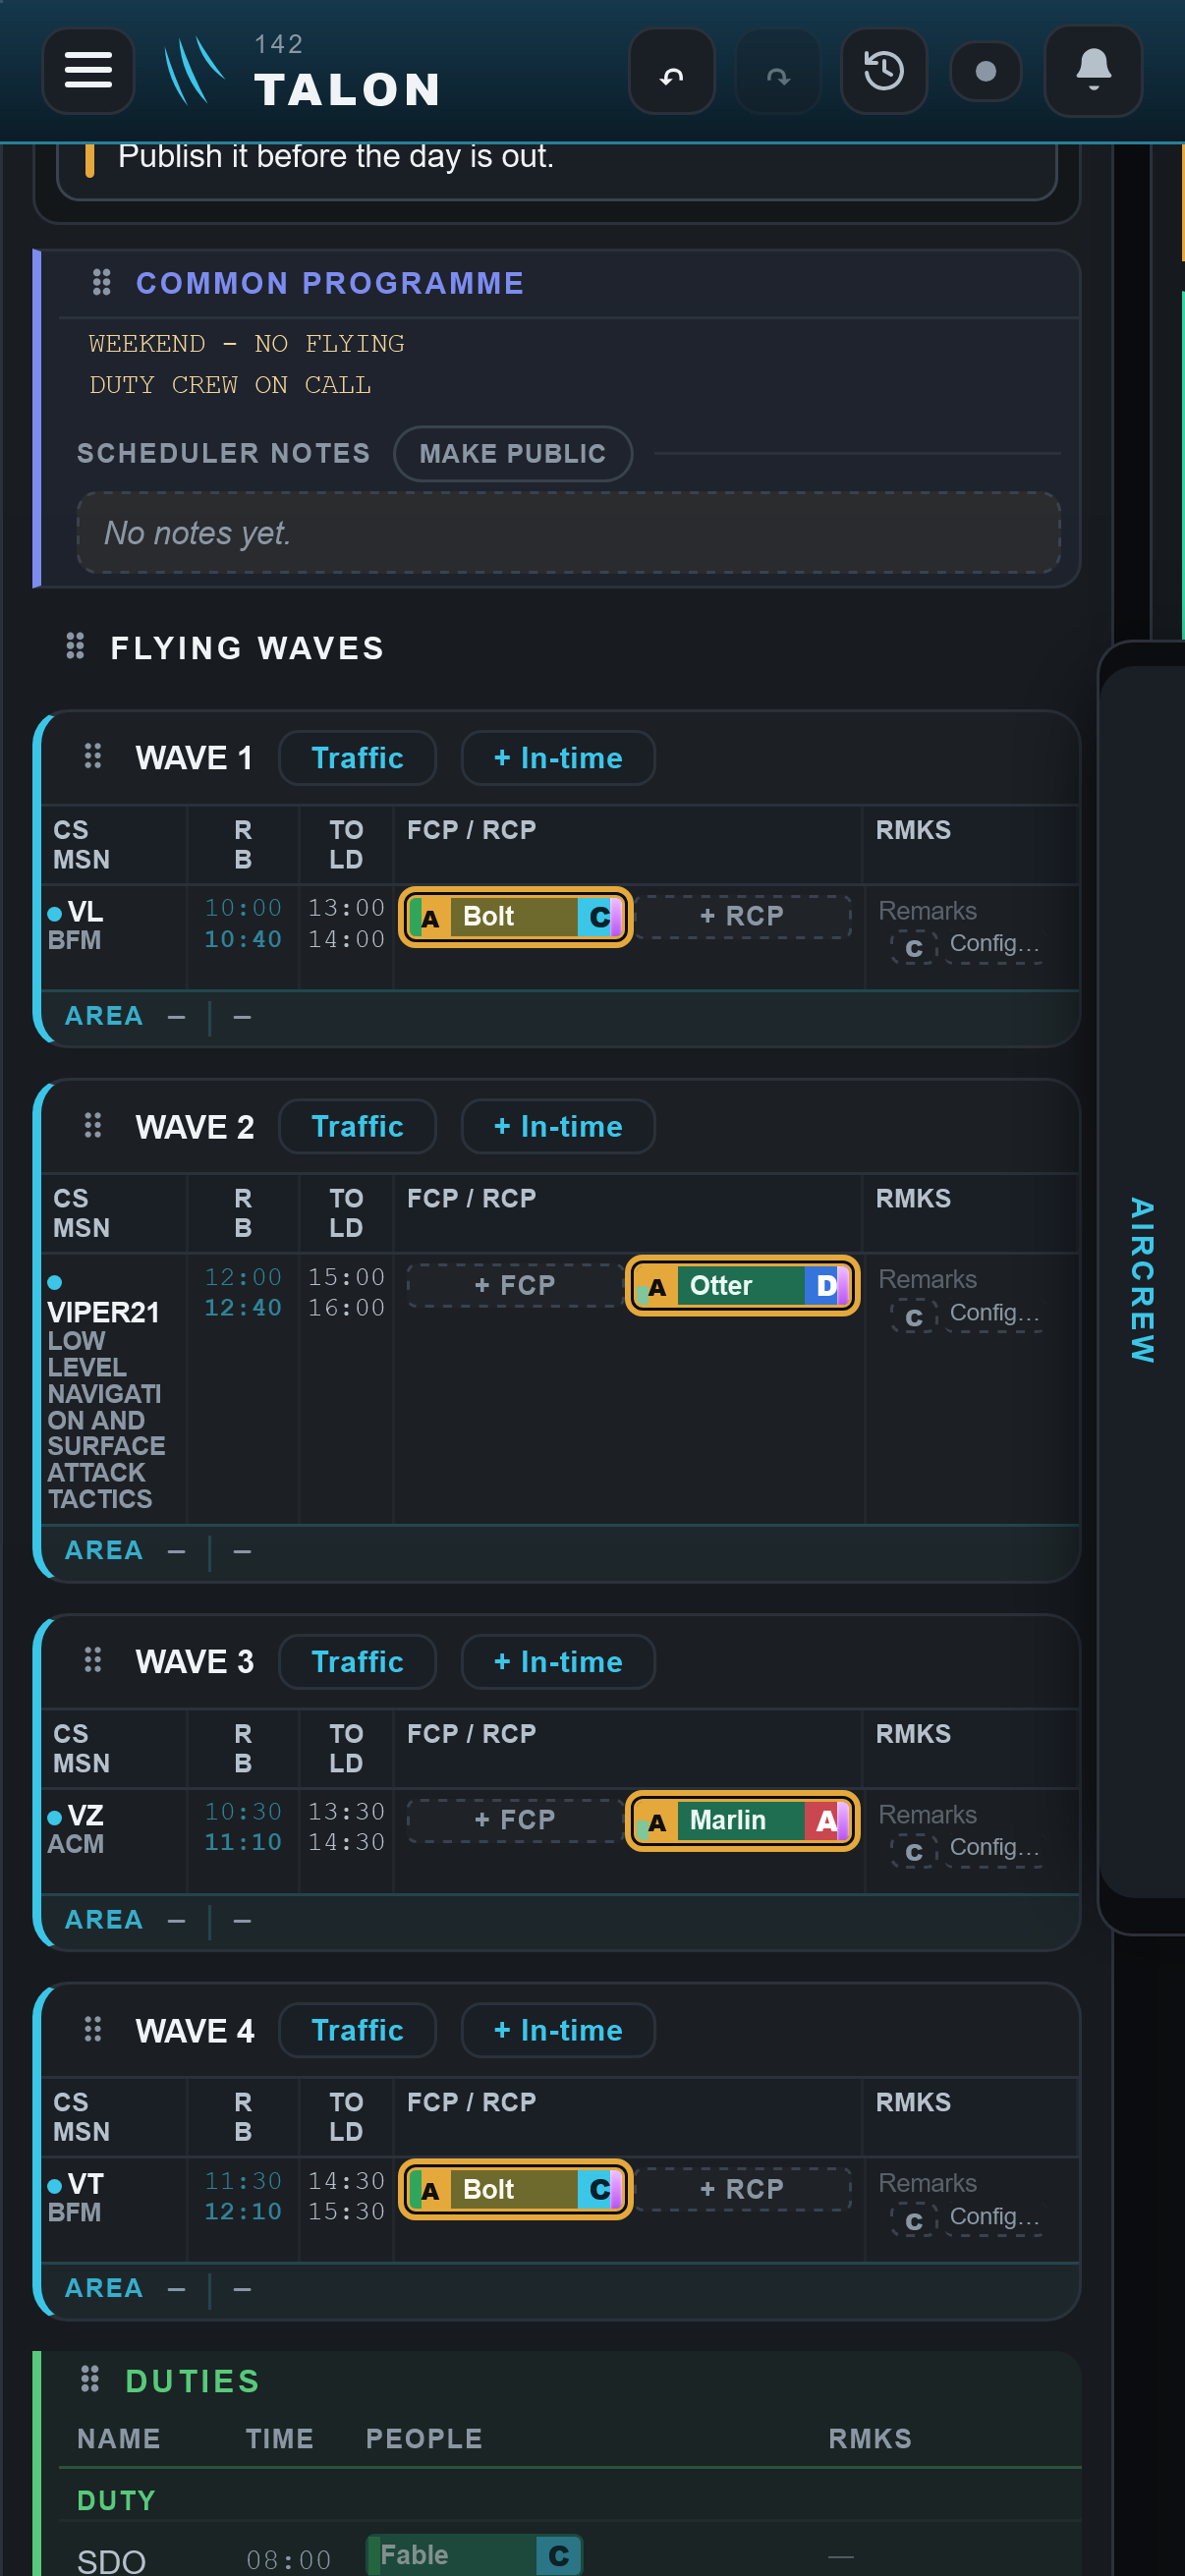 142
TALON
Publish it before the day is out.
COMMON PROGRAMME
WEEKEND – NO FLYING
DUTY CREW ON CALL
SCHEDULER NOTES MAKE PUBLIC
No notes yet.
FLYING WAVES
WAVE 1 Traffic + In-time
CS R TO FCP / RCP RMKS
MSN B LD
VL 10:00 13:00 A Bolt C + RCP Remarks
BFM 10:40 14:00 C Config...
AREA – | –
WAVE 2 Traffic + In-time
CS R TO FCP / RCP RMKS
MSN B LD
12:00 15:00 + FCP A Otter D Remarks
VIPER21 12:40 16:00 C Config...
LOW
LEVEL
NAVIGATI
ON AND
SURFACE
ATTACK
TACTICS
AREA – | –
WAVE 3 Traffic + In-time
CS R TO FCP / RCP RMKS
MSN B LD
VZ 10:30 13:30 + FCP A Marlin A Remarks
ACM 11:10 14:30 C Config...
AREA – | –
WAVE 4 Traffic + In-time
CS R TO FCP / RCP RMKS
MSN B LD
VT 11:30 14:30 A Bolt C + RCP Remarks
BFM 12:10 15:30 C Config...
AREA – | –
DUTIES
NAME TIME PEOPLE RMKS
DUTY
SDO 08:00 Fable C —
AIRCREW